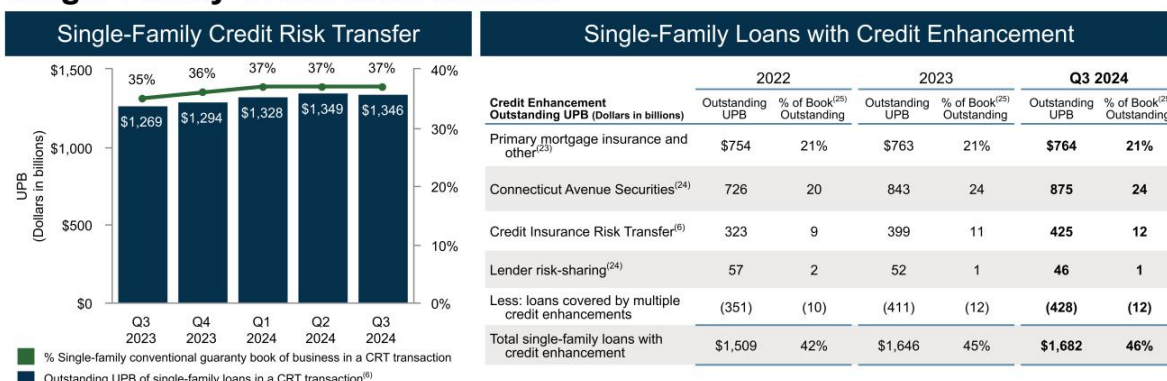 Single-Family Credit Risk Transfer
$1,500
$1,000
$500
$0
UPB
(Dollars in billions)
35%
36%
37%
37%
37%
$1,269
$1,294
$1,328
$1,349
$1,346
40%
30%
20%
10%
0%
Q3 Q4 Q1 Q2 Q3
2023 2023 2024 2024 2024
% Single-family conventional guaranty book of business in a CRT transaction
Outstanding UPB of single-family loans in a CRT transaction(6)
Single-Family Loans with Credit Enhancement
2022 2023 Q3 2024
Credit Enhancement
Outstanding UPB (Dollars in billions)
Outstanding UPB
% of Book(25) Outstanding
Outstanding UPB
% of Book(25) Outstanding
Outstanding UPB
% of Book(25) Outstanding
Primary mortgage insurance and
other(23) $754 21% $763 21% $764 21%
Connecticut Avenue Securities(24) 726 20 843 24 875 24
Credit Insurance Risk Transfer(6) 323 9 399 11 425 12
Lender risk-sharing(24) 57 2 52 1 46 1
Less: loans covered by multiple
credit enhancements (351) (10) (411) (12) (428) (12)
Total single-family loans with
credit enhancement $1,509 42% $1,646 45% $1,682 46%